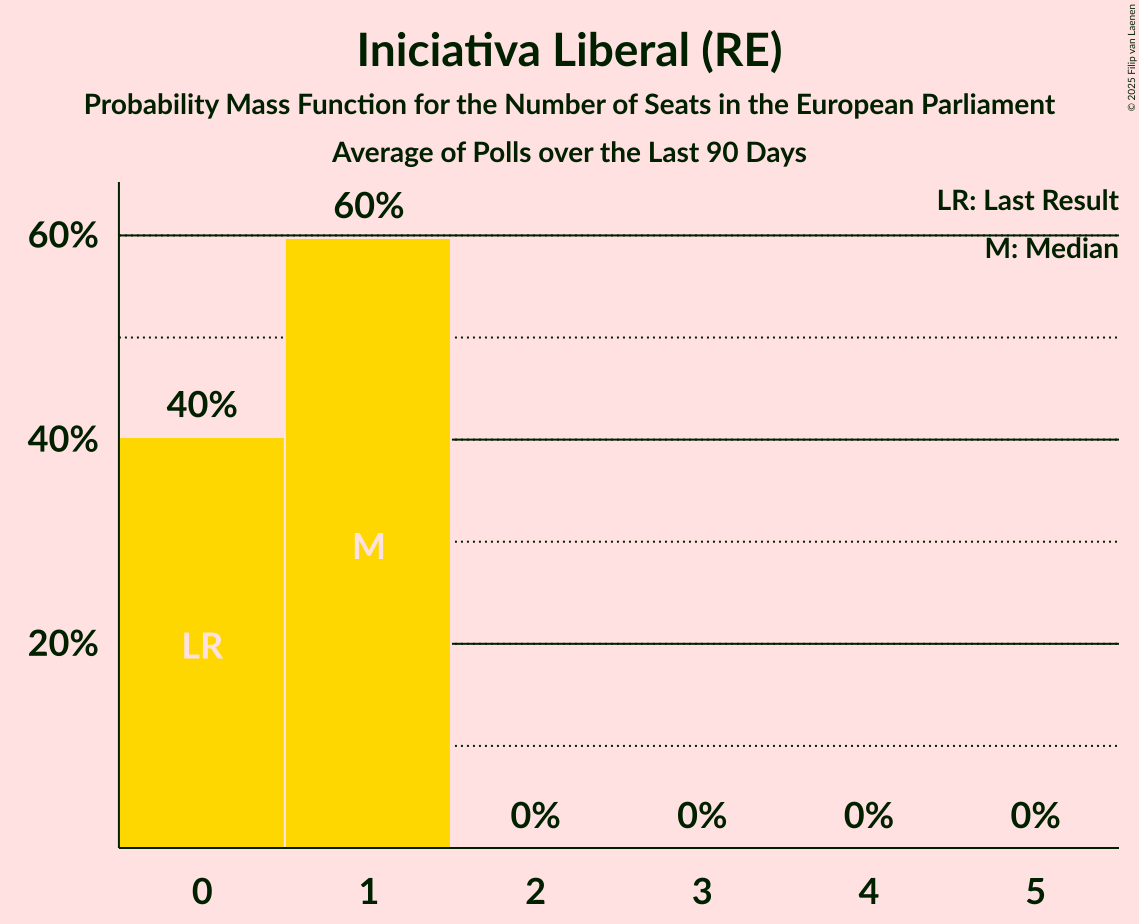 Iniciativa Liberal (RE)
Probability Mass Function for the Number of Seats in the European Parliament
Average of Polls over the Last 90 Days
© 2025 Filip van Laenen
LR: Last Result
M: Median
60%
40%
20%
40%
60%
0%
0%
0%
0%
LR
M
0
1
2
3
4
5